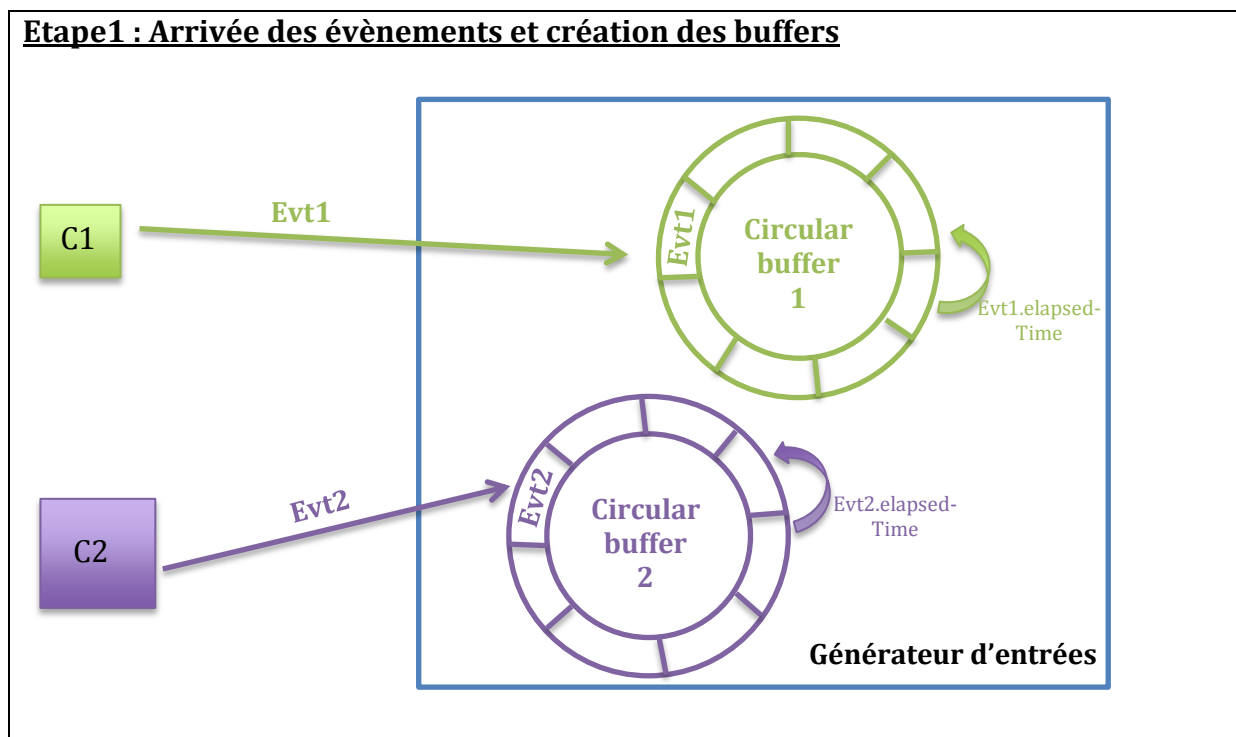 Etape1 : Arrivée des évènements et création des buffers
C1
Evt1
Evt1
Circular
buffer
1
Evt1.elapsed-
Time
C2
Evt2
Evt2
Circular
buffer
2
Evt2.elapsed-
Time
Générateur d’entrées